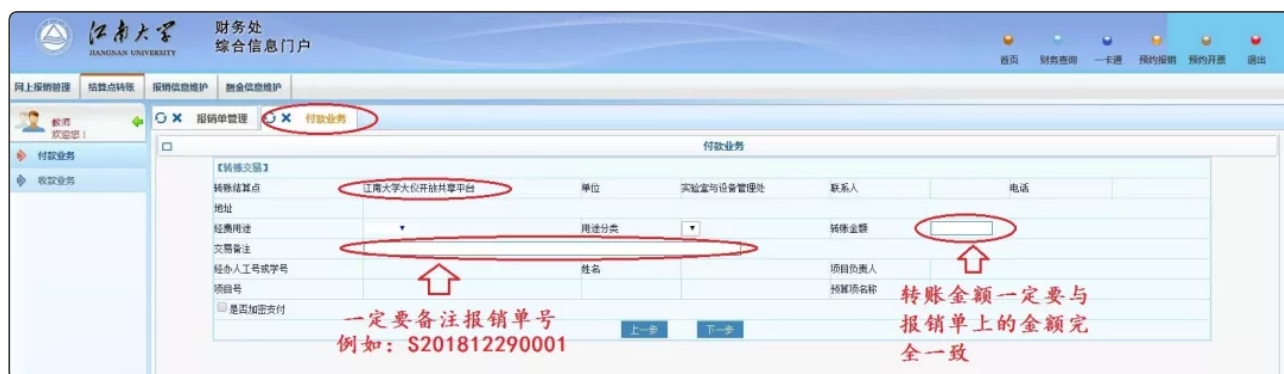 江南大学
JIANGNAN UNIVERSITY
财务处
综合信息门户
首页 财务查询 一卡通 预约报销 预约开票 退出
网上报销管理 结算点转账 报销信息维护 酬金信息维护
教师
欢迎您！
报销单管理 付款业务
付款业务
收款业务
付款业务
【转账交易】
转账结算点 江南大学大仪开放共享平台 单位 实验室与设备管理处 联系人 电话
地址
经费用途 用途分类 转账金额
交易备注
经办人工号或学号 姓名 项目负责人
项目号 预算项名称
是否加密支付
上一步 下一步
一定要备注报销单号
例如：S201812290001
转账金额一定要与
报销单上的金额完
全一致